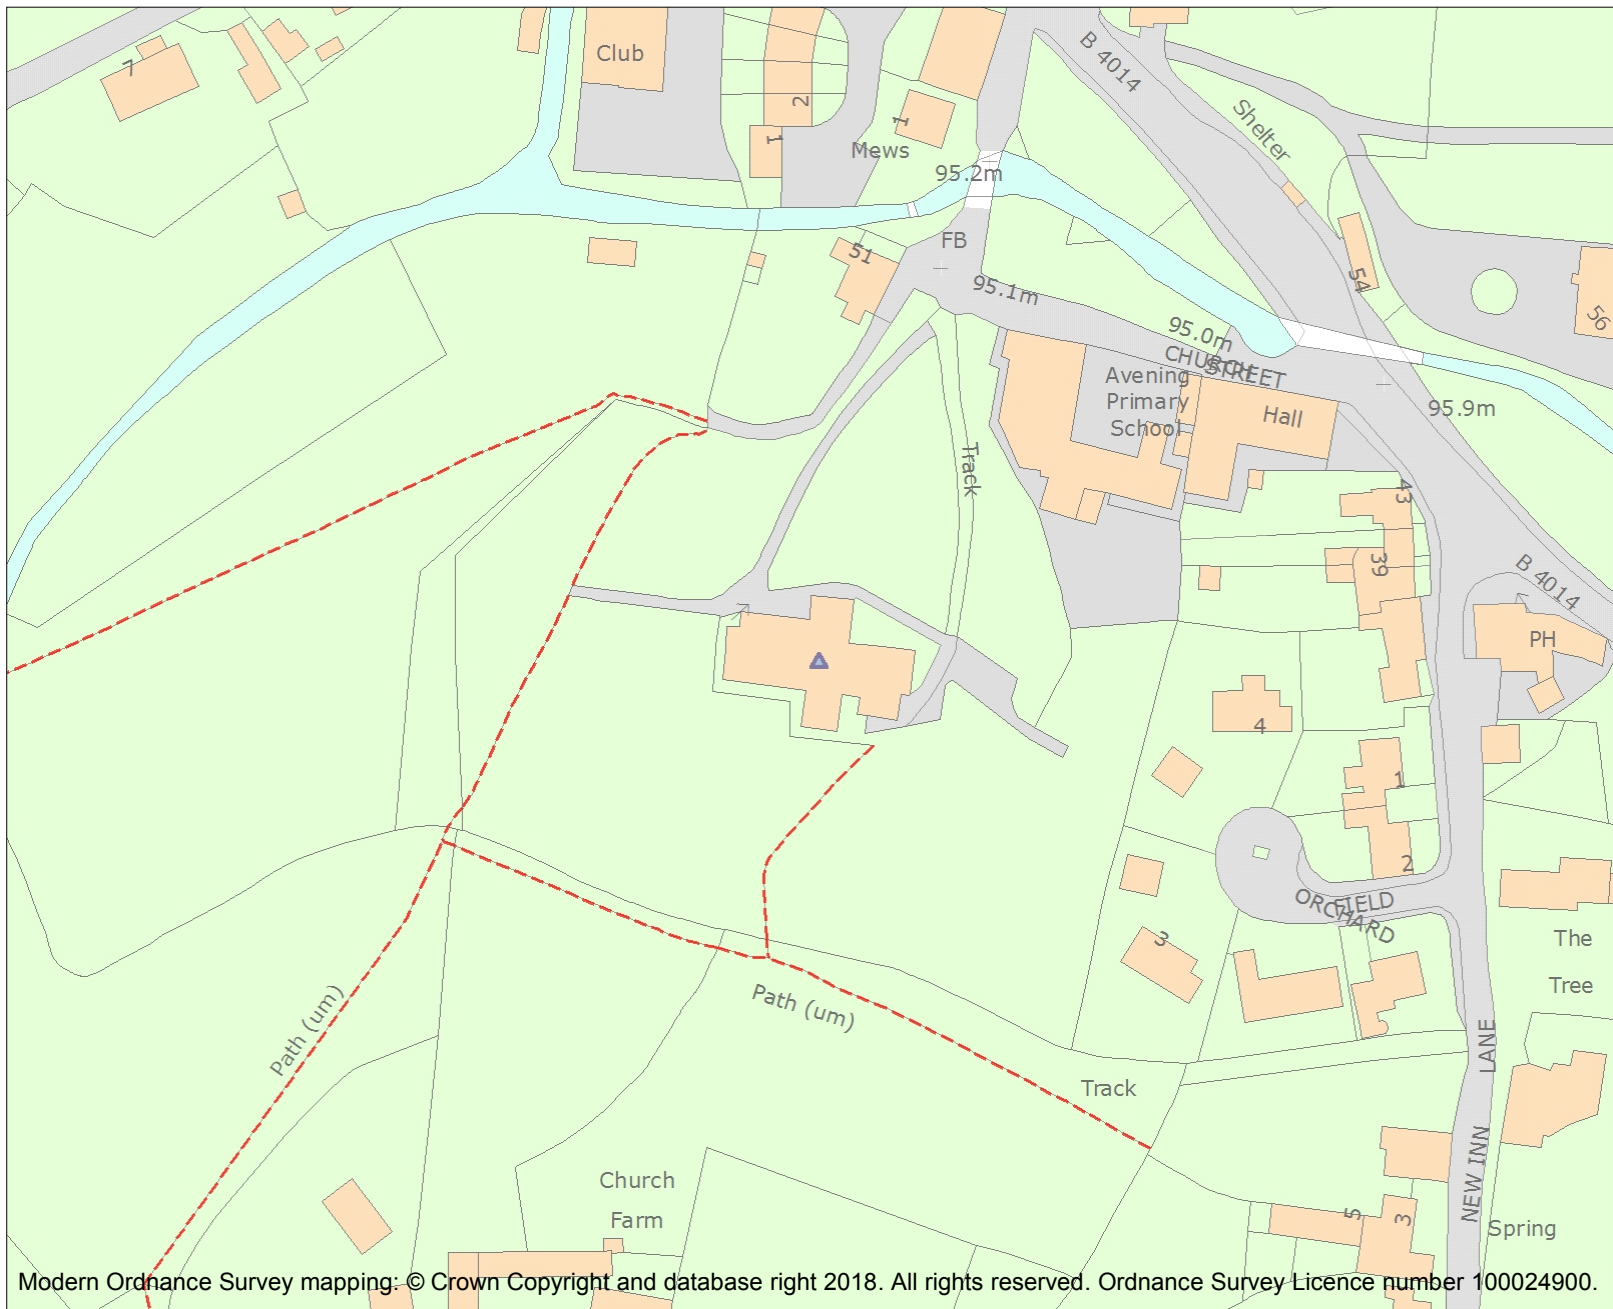 7
Club
2
1
1
Mews
B 4014
Shelter
95.2m
FB
51
95.1m
54
56
95.0m
CHURCH STREET
Avening
Primary
School
Hall
95.9m
Track
43
39
B 4014
PH
4
1
2
ORCHARD FIELD
3
The
Tree
Path (um)
Path (um)
Track
NEW INN LANE
Church
Farm
5
3
Spring
Modern Ordnance Survey mapping: © Crown Copyright and database right 2018. All rights reserved. Ordnance Survey Licence number 100024900.